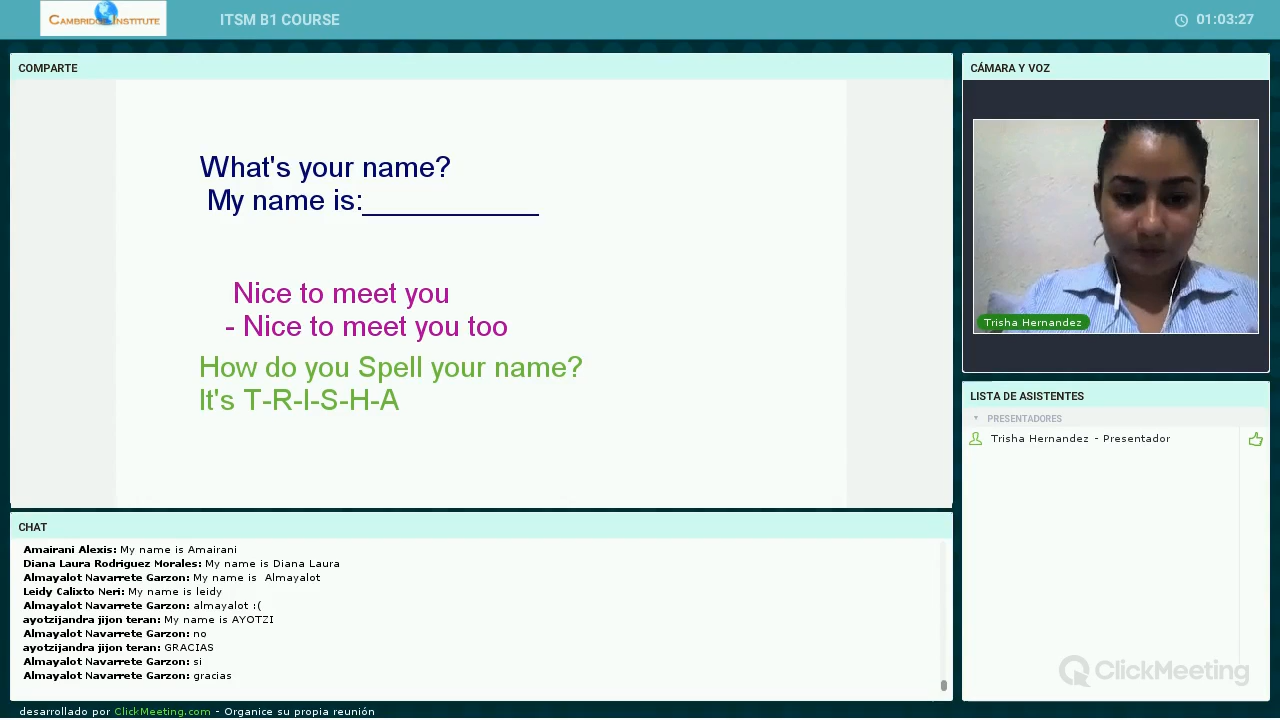 CAMBRIDGE INSTITUTE
ITSM B1 COURSE
01:03:27
COMPARTE
What's your name?
My name is:___________
Nice to meet you
- Nice to meet you too
How do you Spell your name?
It's T-R-I-S-H-A
CÁMARA Y VOZ
Trisha Hernandez
LISTA DE ASISTENTES
PRESENTADORES
Trisha Hernandez - Presentador
CHAT
Amairani Alexis: My name is Amairani
Diana Laura Rodriguez Morales: My name is Diana Laura
Almayalot Navarrete Garzon: My name is  Almayalot
Leidy Calixto Neri: My name is leidy
Almayalot Navarrete Garzon: almayalot :(
ayotzijandra jijon teran: My name is AYOTZI
Almayalot Navarrete Garzon: no
ayotzijandra jijon teran: GRACIAS
Almayalot Navarrete Garzon: si
Almayalot Navarrete Garzon: gracias
ClickMeeting
desarrollado por ClickMeeting.com - Organice su propia reunión